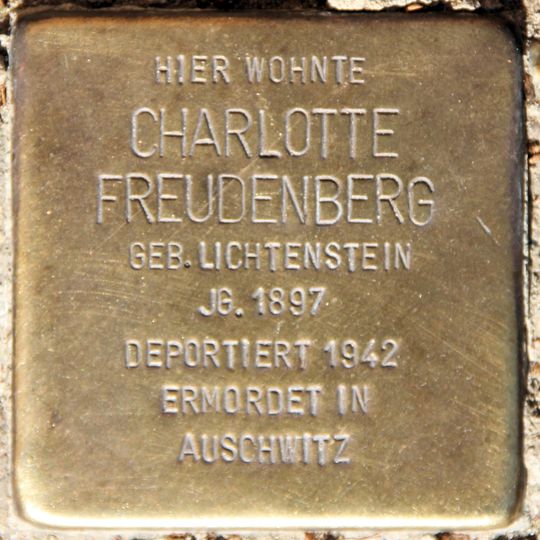 HIER WOHNTE
CHARLOTTE
FREUDENBERG
GEB. LICHTENSTEIN
JG. 1897
DEPORTIERT 1942
ERMORDET IN
AUSCHWITZ